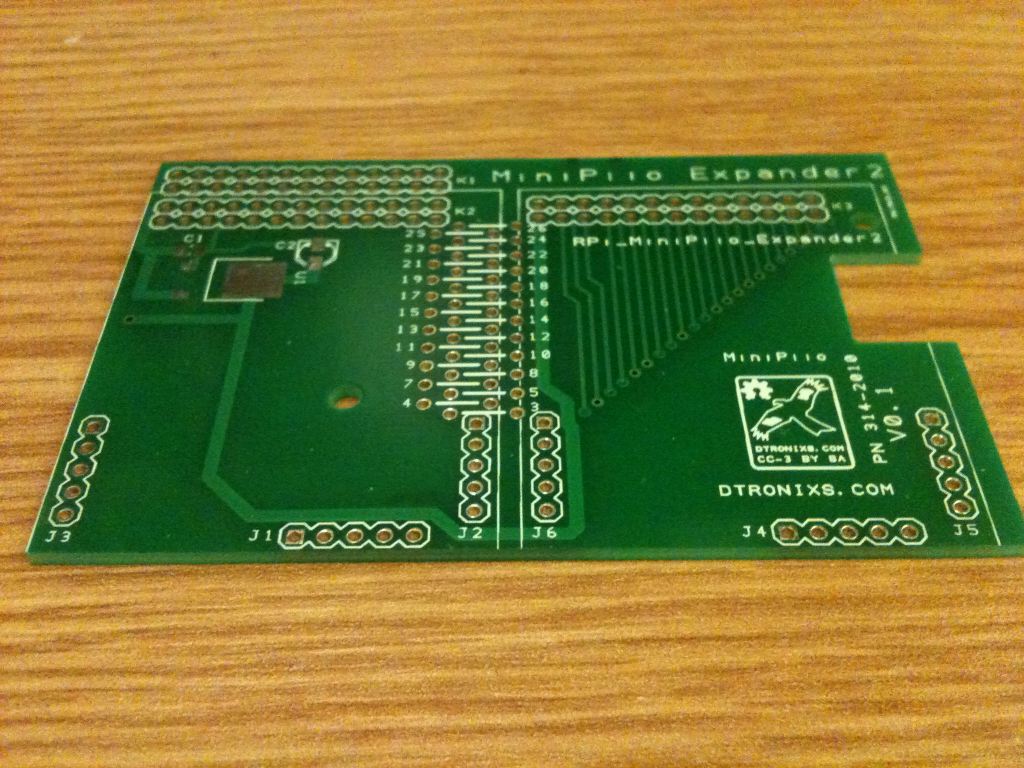 K1 MiniPiio Expander2
K2
K3
C1
C2
U1
RPi_MiniPiio_Expander2
25
23
21
19
17
15
13
11
9
7
4
26
24
22
20
18
16
14
12
10
8
5
3
MiniPiio
DTRONIXS.COM
CC-3 BY SA
PN 314-2010
V0.1
DTRONIXS.COM
J3
J1
J2
J6
J4
J5